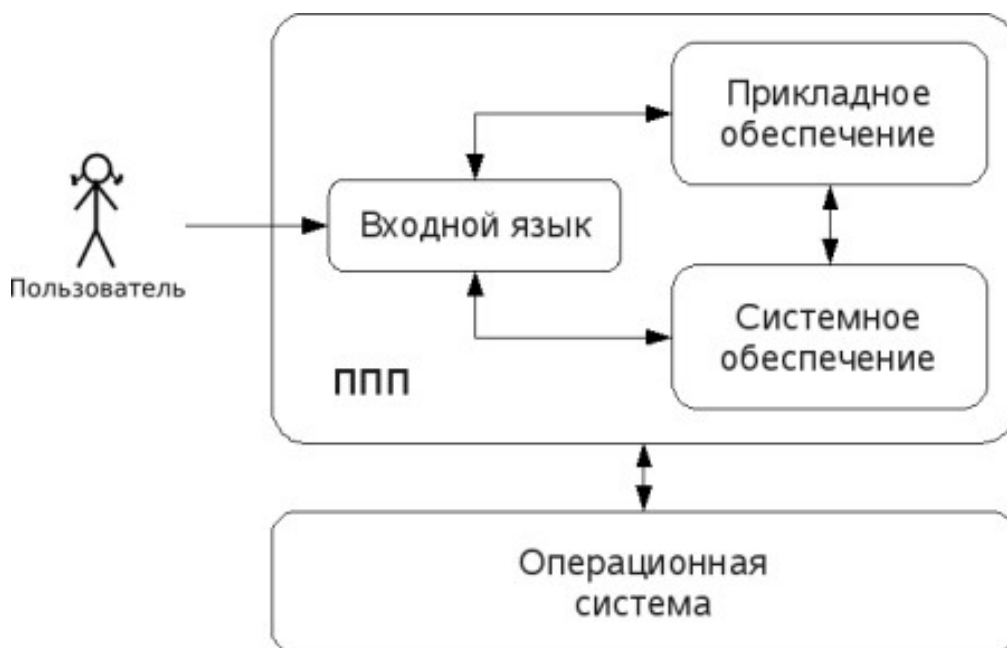 Прикладное
обеспечение
Входной язык
Пользователь
Системное
обеспечение
ППП
Операционная
система